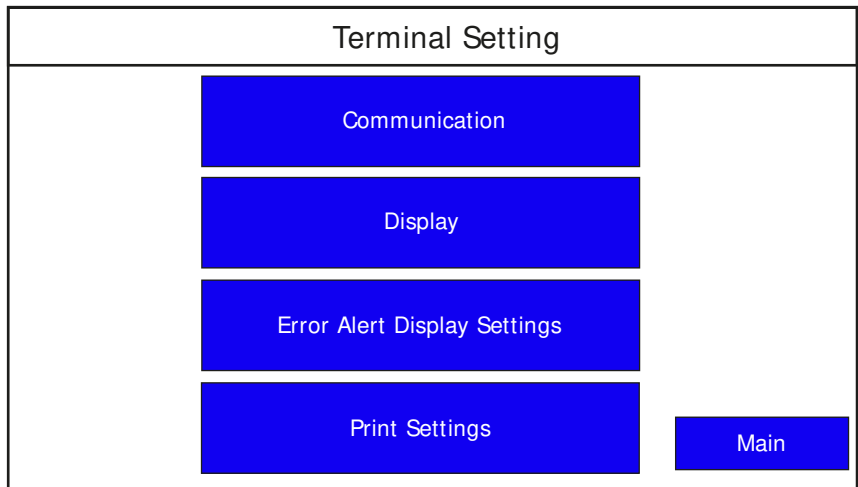 Terminal Setting
Communication
Display
Error Alert Display Settings
Print Settings
Main